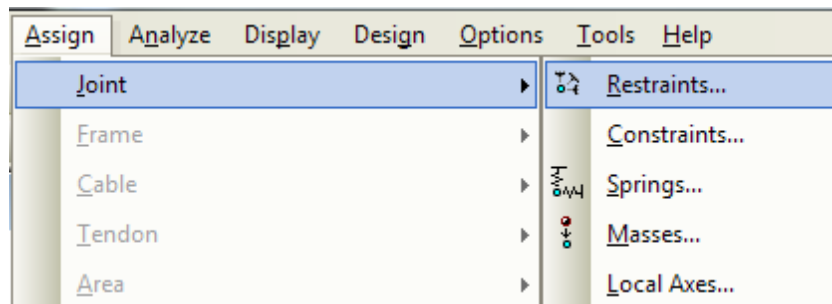 Assign Analyze Display Design Options Tools Help
Joint
Frame
Cable
Tendon
Area
Restraints...
Constraints...
Springs...
Masses...
Local Axes...